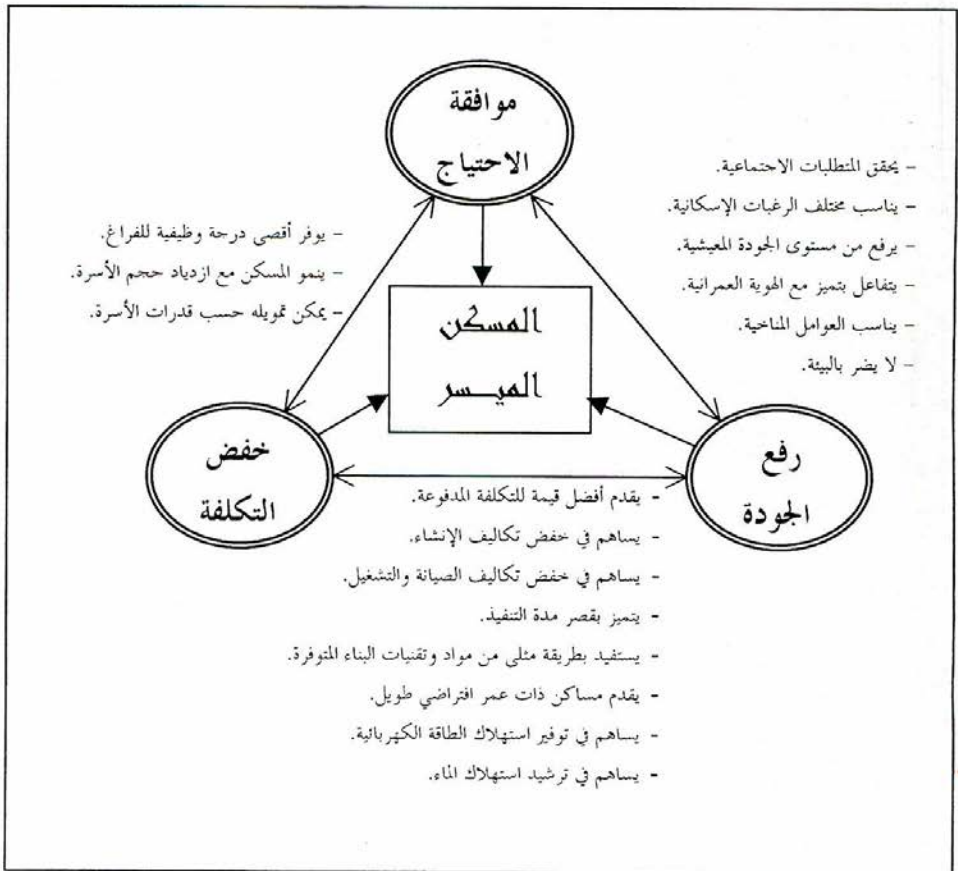 موافقة
الاحتياج
- يحقق المتطلبات الاجتماعية.
- يناسب مختلف الرغبات الإسكانية.
- يرفع من مستوى الجودة المعيشية.
- يتفاعل بتميز مع الهوية العمرانية.
- يناسب العوامل المناخية.
- لا يضر بالبيئة.
- يوفر أقصى درجة وظيفية للفراغ.
- ينمو المسكن مع ازدياد حجم الأسرة.
- يمكن تمويله حسب قدرات الأسرة.
المسكن
الميـسر
رفع
الجودة
خفض
التكلفة
- يقدم أفضل قيمة للتكلفة المدفوعة.
- يساهم في خفض تكاليف الإنشاء.
- يساهم في خفض تكاليف الصيانة والتشغيل.
- يتميز بقصر مدة التنفيذ.
- يستفيد بطريقة مثلى من مواد وتقنيات البناء المتوفرة.
- يقدم مساكن ذات عمر افتراضي طويل.
- يساهم في توفير استهلاك الطاقة الكهربائية.
- يساهم في ترشيد استهلاك الماء.